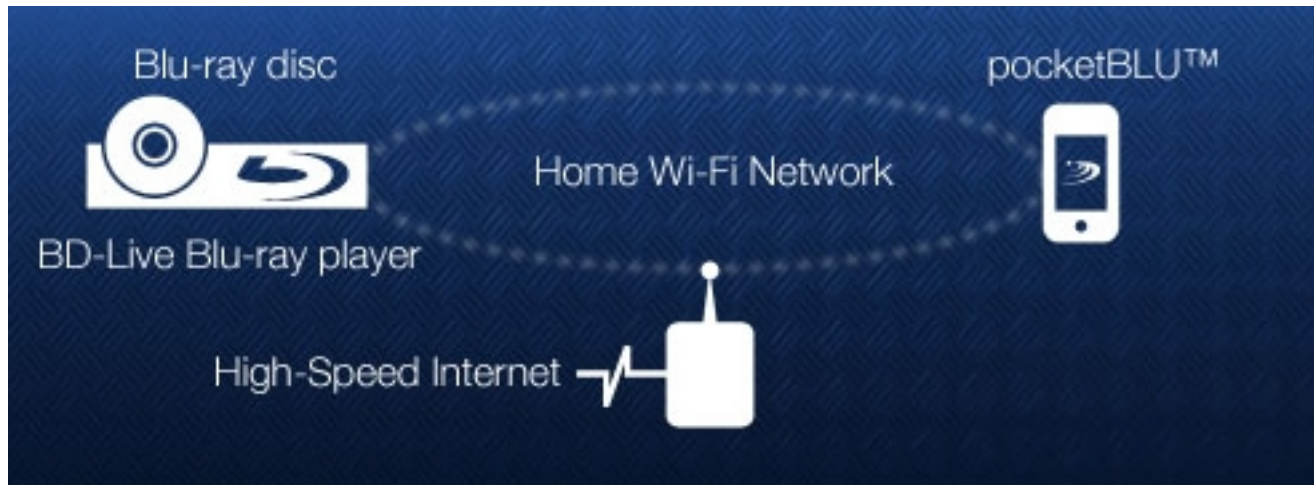 Blu-ray disc
pocketBLU™
Home Wi-Fi Network
BD-Live Blu-ray player
High-Speed Internet